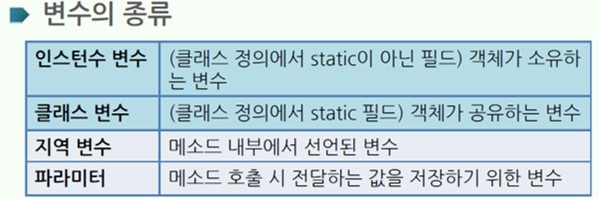 변수의 종류
인스턴수 변수 (클래스 정의에서 static이 아닌 필드) 객체가 소유하
는 변수
클래스 변수 (클래스 정의에서 static 필드) 객체가 공유하는 변수
지역 변수 메소드 내부에서 선언된 변수
파라미터 메소드 호출 시 전달하는 값을 저장하기 위한 변수